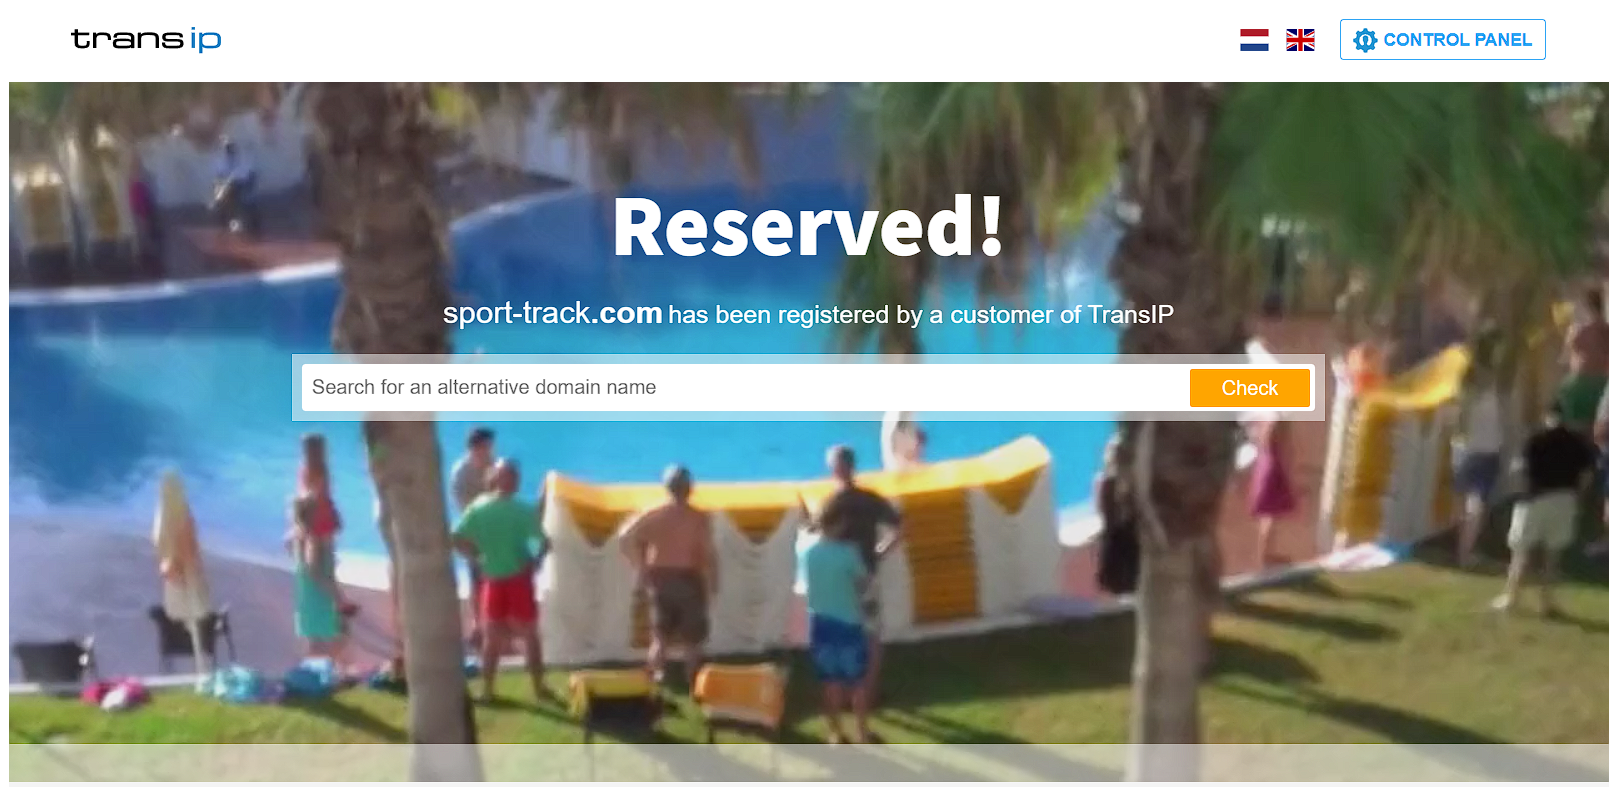 transip
CONTROL PANEL
Reserved!
sport-track.com has been registered by a customer of TransIP
Search for an alternative domain name
Check